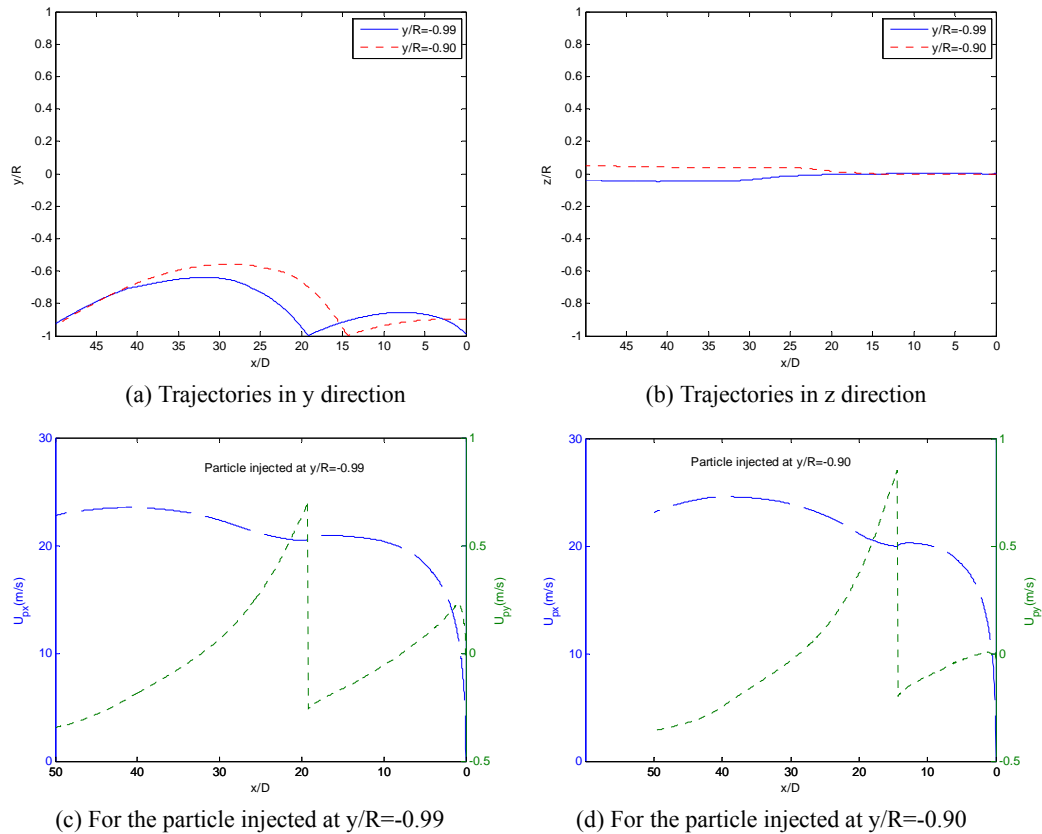 1
0.8
0.6
0.4
0.2
0
-0.2
-0.4
-0.6
-0.8
-1
y/R
45 40 35 30 25 20 15 10 5 0
x/D
y/R=-0.99
y/R=-0.90
(a) Trajectories in y direction
1
0.8
0.6
0.4
0.2
0
-0.2
-0.4
-0.6
-0.8
-1
z/R
45 40 35 30 25 20 15 10 5 0
x/D
y/R=-0.99
y/R=-0.90
(b) Trajectories in z direction
30
20
10
0
U_px(m/s)
Particle injected at y/R=-0.99
1
0.5
0
-0.5
U_py(m/s)
50 40 30 20 10 0
x/D
(c) For the particle injected at y/R=-0.99
30
20
10
0
U_px(m/s)
Particle injected at y/R=-0.90
1
0.5
0
-0.5
U_py(m/s)
50 40 30 20 10 0
x/D
(d) For the particle injected at y/R=-0.90